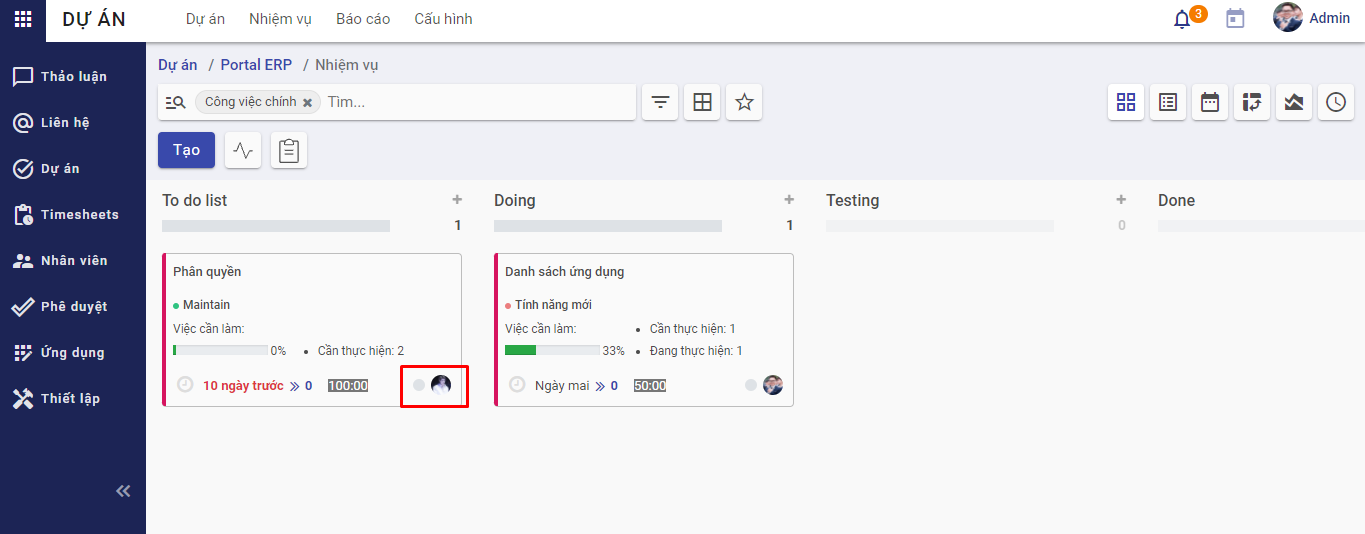 DỰ ÁN
Dự án
Nhiệm vụ
Báo cáo
Cấu hình
3
Admin
Thảo luận
Liên hệ
Dự án
Timesheets
Nhân viên
Phê duyệt
Ứng dụng
Thiết lập
Dự án / Portal ERP / Nhiệm vụ
Công việc chính
Tìm...
Tạo
To do list
1
Phân quyền
Maintain
Việc cần làm:
0% • Cần thực hiện: 2
10 ngày trước 0 100:00
Doing
1
Danh sách ứng dụng
Tính năng mới
Việc cần làm: • Cần thực hiện: 1
33% • Đang thực hiện: 1
Ngày mai 0 50:00
Testing
0
Done